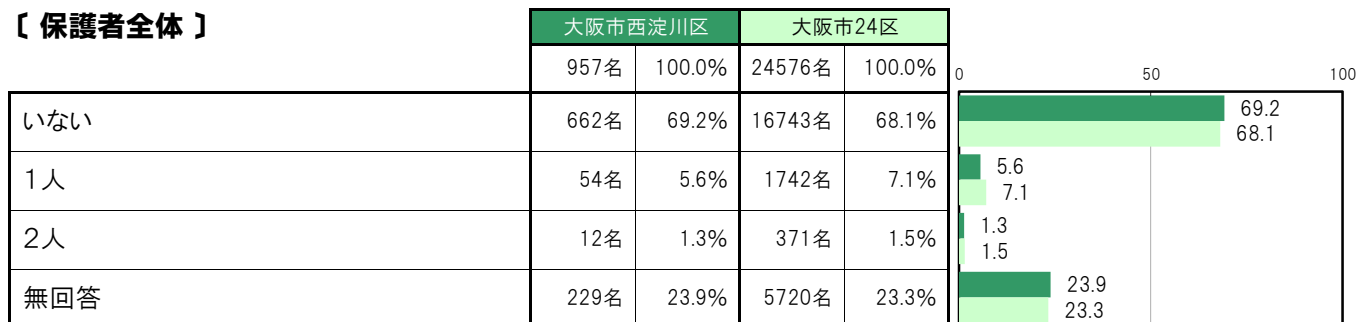 〔 保護者全体 〕
大阪市西淀川区 大阪市24区
957名 100.0% 24576名 100.0%
0 50 100
いない 662名 69.2% 16743名 68.1%
69.2
68.1
1人 54名 5.6% 1742名 7.1%
5.6
7.1
2人 12名 1.3% 371名 1.5%
1.3
1.5
無回答 229名 23.9% 5720名 23.3%
23.9
23.3